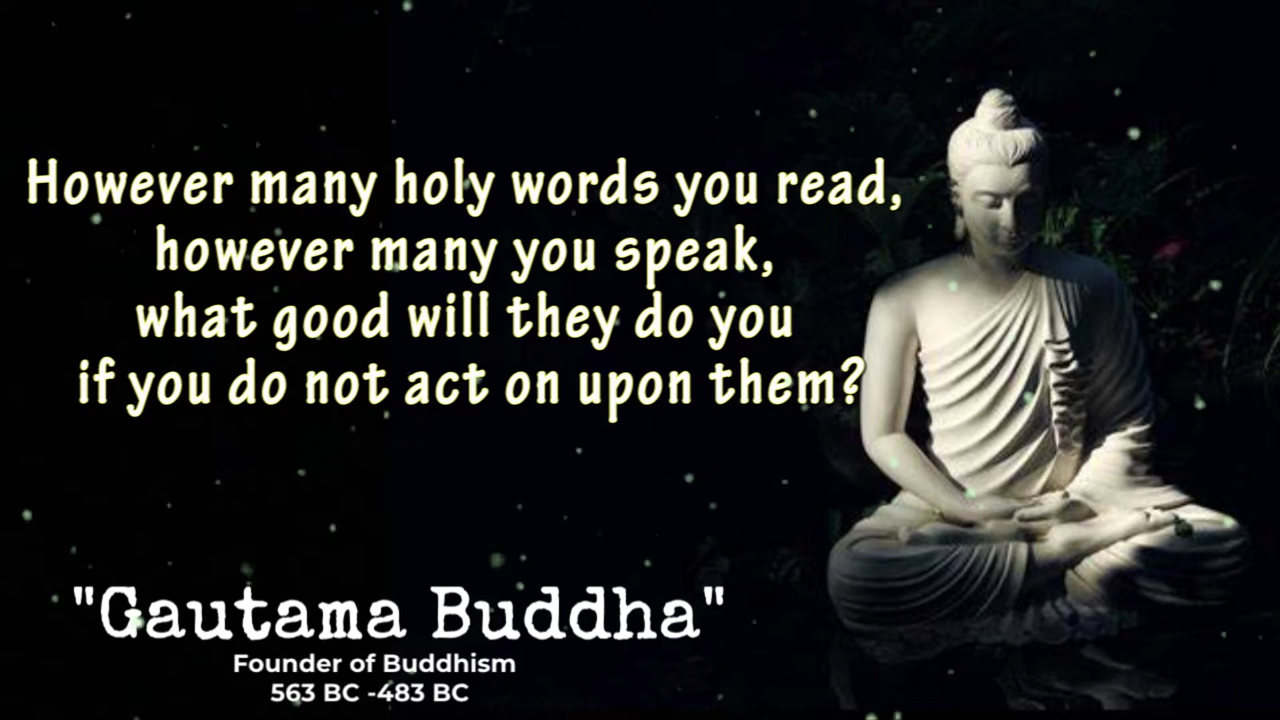 However many holy words you read,
however many you speak,
what good will they do you
if you do not act on upon them?
"Gautama Buddha"
Founder of Buddhism
563 BC -483 BC